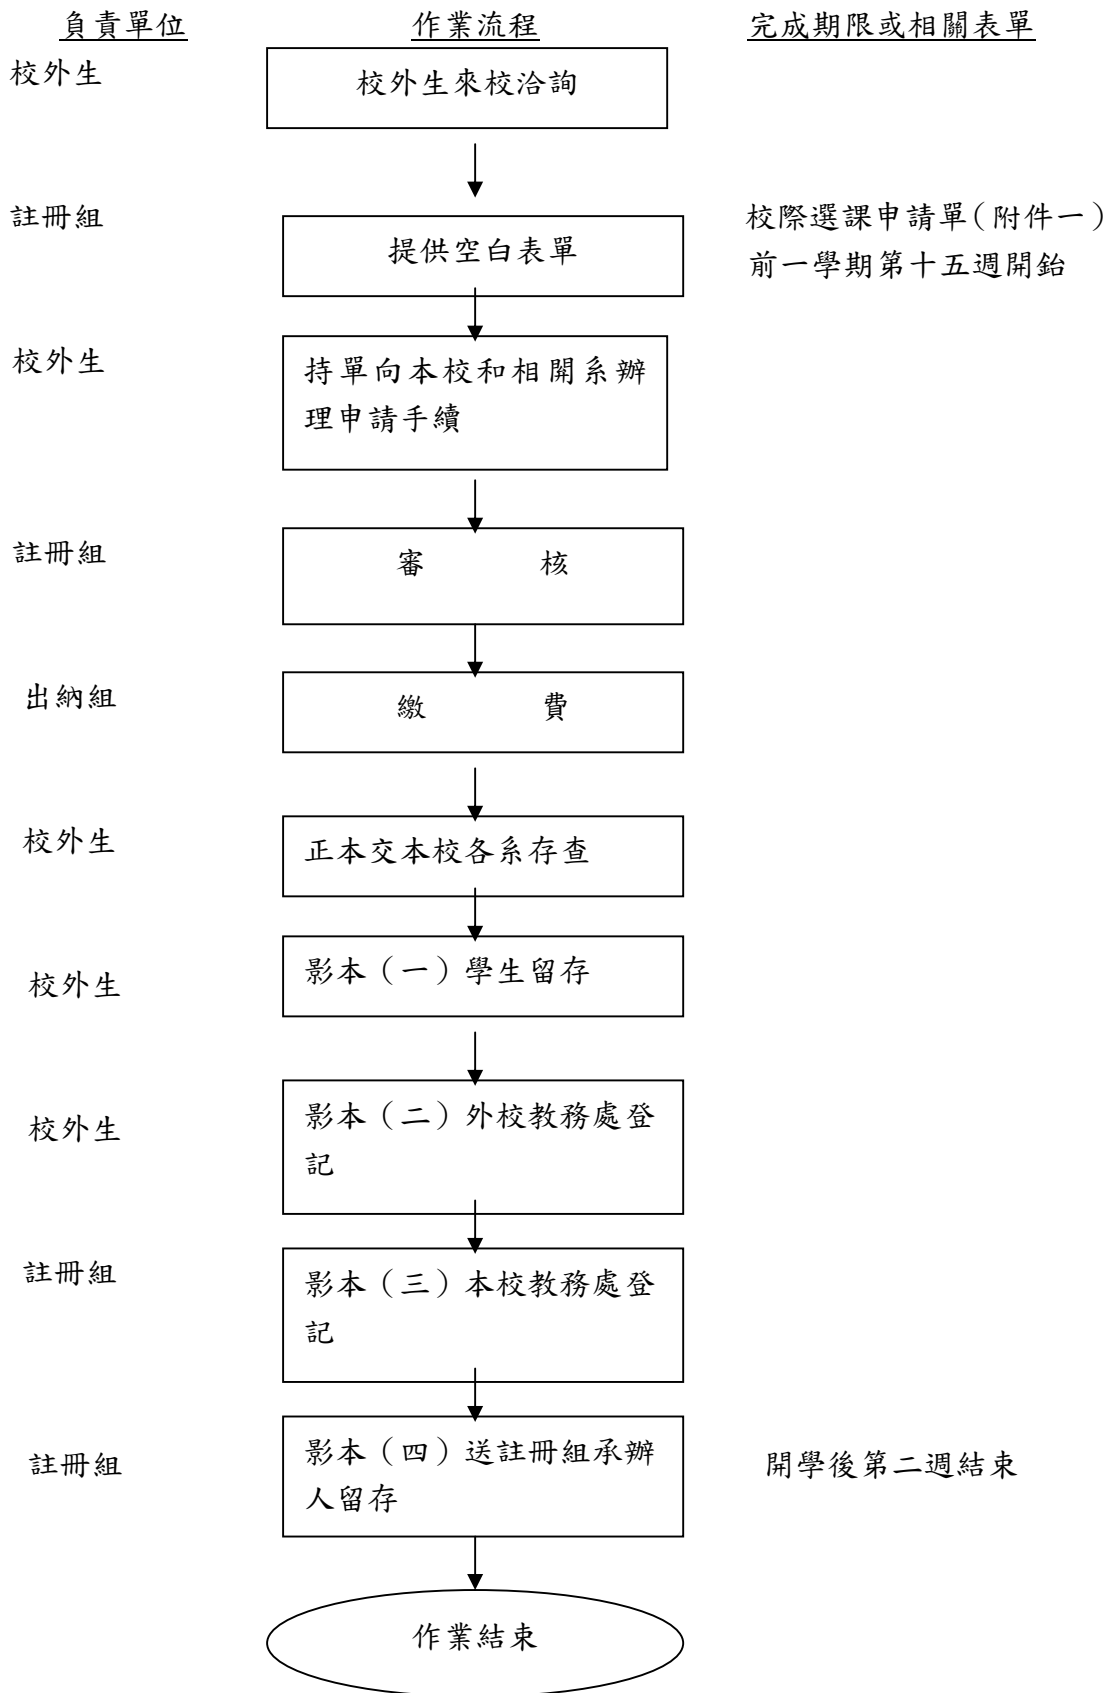 負責單位 作業流程 完成期限或相關表單
校外生 校外生來校洽詢
註冊組 提供空白表單 校際選課申請單(附件一)
前一學期第十五週開始
校外生 持單向本校和相開系辦
理申請手續
註冊組 審 核
出納組 繳 費
校外生 正本交本校各系存查
校外生 影本（一）學生留存
校外生 影本（二）外校教務處登
記
註冊組 影本（三）本校教務處登
記
註冊組 影本（四）送註冊組承辦 開學後第二週結束
人留存
作業結束